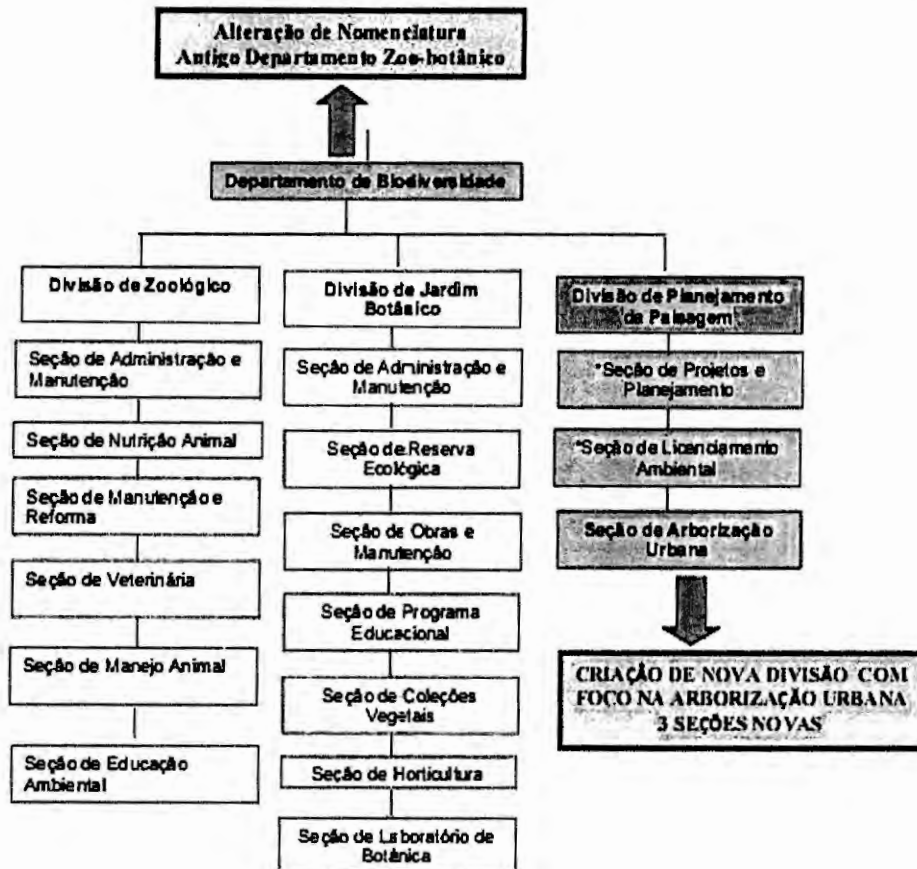 Alteração de Nomenclatura
Antigo Departamento Zoo-botânico
Departamento de Biodiversidade
Divisão de Zoológico
Seção de Administração e
Manutenção
Seção de Nutrição Animal
Seção de Manutenção e
Reforma
Seção de Veterinária
Seção de Manejo Animal
Seção de Educação
Ambiental
Divisão de Jardim
Botânico
Seção de Administração e
Manutenção
Seção de Reserva
Ecológica
Seção de Obras e
Manutenção
Seção de Programa
Educacional
Seção de Coleções
Vegetais
Seção de Horticultura
Seção de Laboratório de
Botânica
Divisão de Planejamento
da Paisagem
*Seção de Projetos e
Planejamento
*Seção de Licenciamento
Ambiental
Seção de Arborização
Urbana
CRIAÇÃO DE NOVA DIVISÃO COM
FOCO NA ARBORIZAÇÃO URBANA
3 SEÇÕES NOVAS